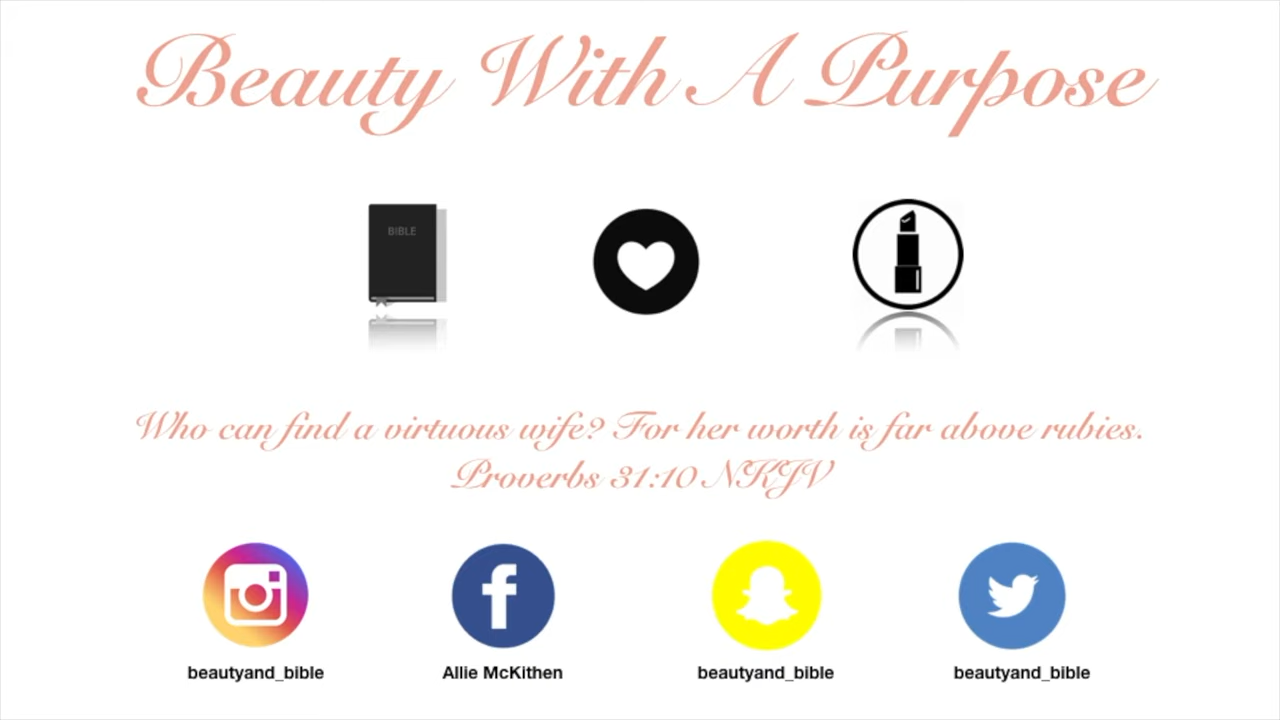 Beauty With A Purpose
BIBLE
Who can find a virtuous wife? For her worth is far above rubies.
Proverbs 31:10 NKJV
beautyand_bible
Allie McKithen
beautyand_bible
beautyand_bible